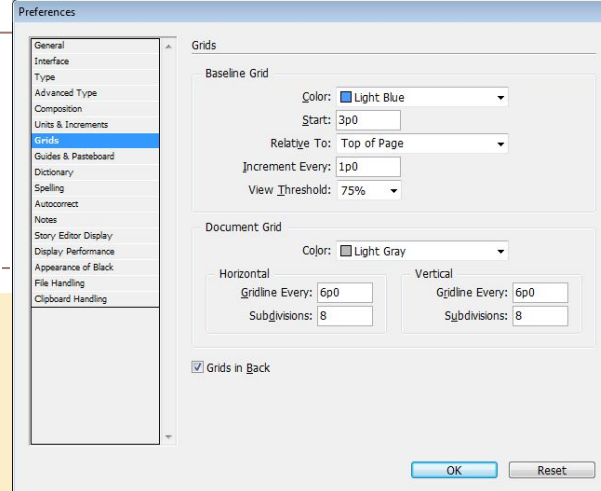 Preferences
General
Interface
Type
Advanced Type
Composition
Units & Increments
Grids
Guides & Pasteboard
Dictionary
Spelling
Autocorrect
Notes
Story Editor Display
Display Performance
Appearance of Black
File Handling
Clipboard Handling
Grids
Baseline Grid
Color: Light Blue
Start: 3p0
Relative To: Top of Page
Increment Every: 1p0
View Threshold: 75%
Document Grid
Color: Light Gray
Horizontal
Gridline Every: 6p0
Subdivisions: 8
Vertical
Gridline Every: 6p0
Subdivisions: 8
Grids in Back
OK Reset